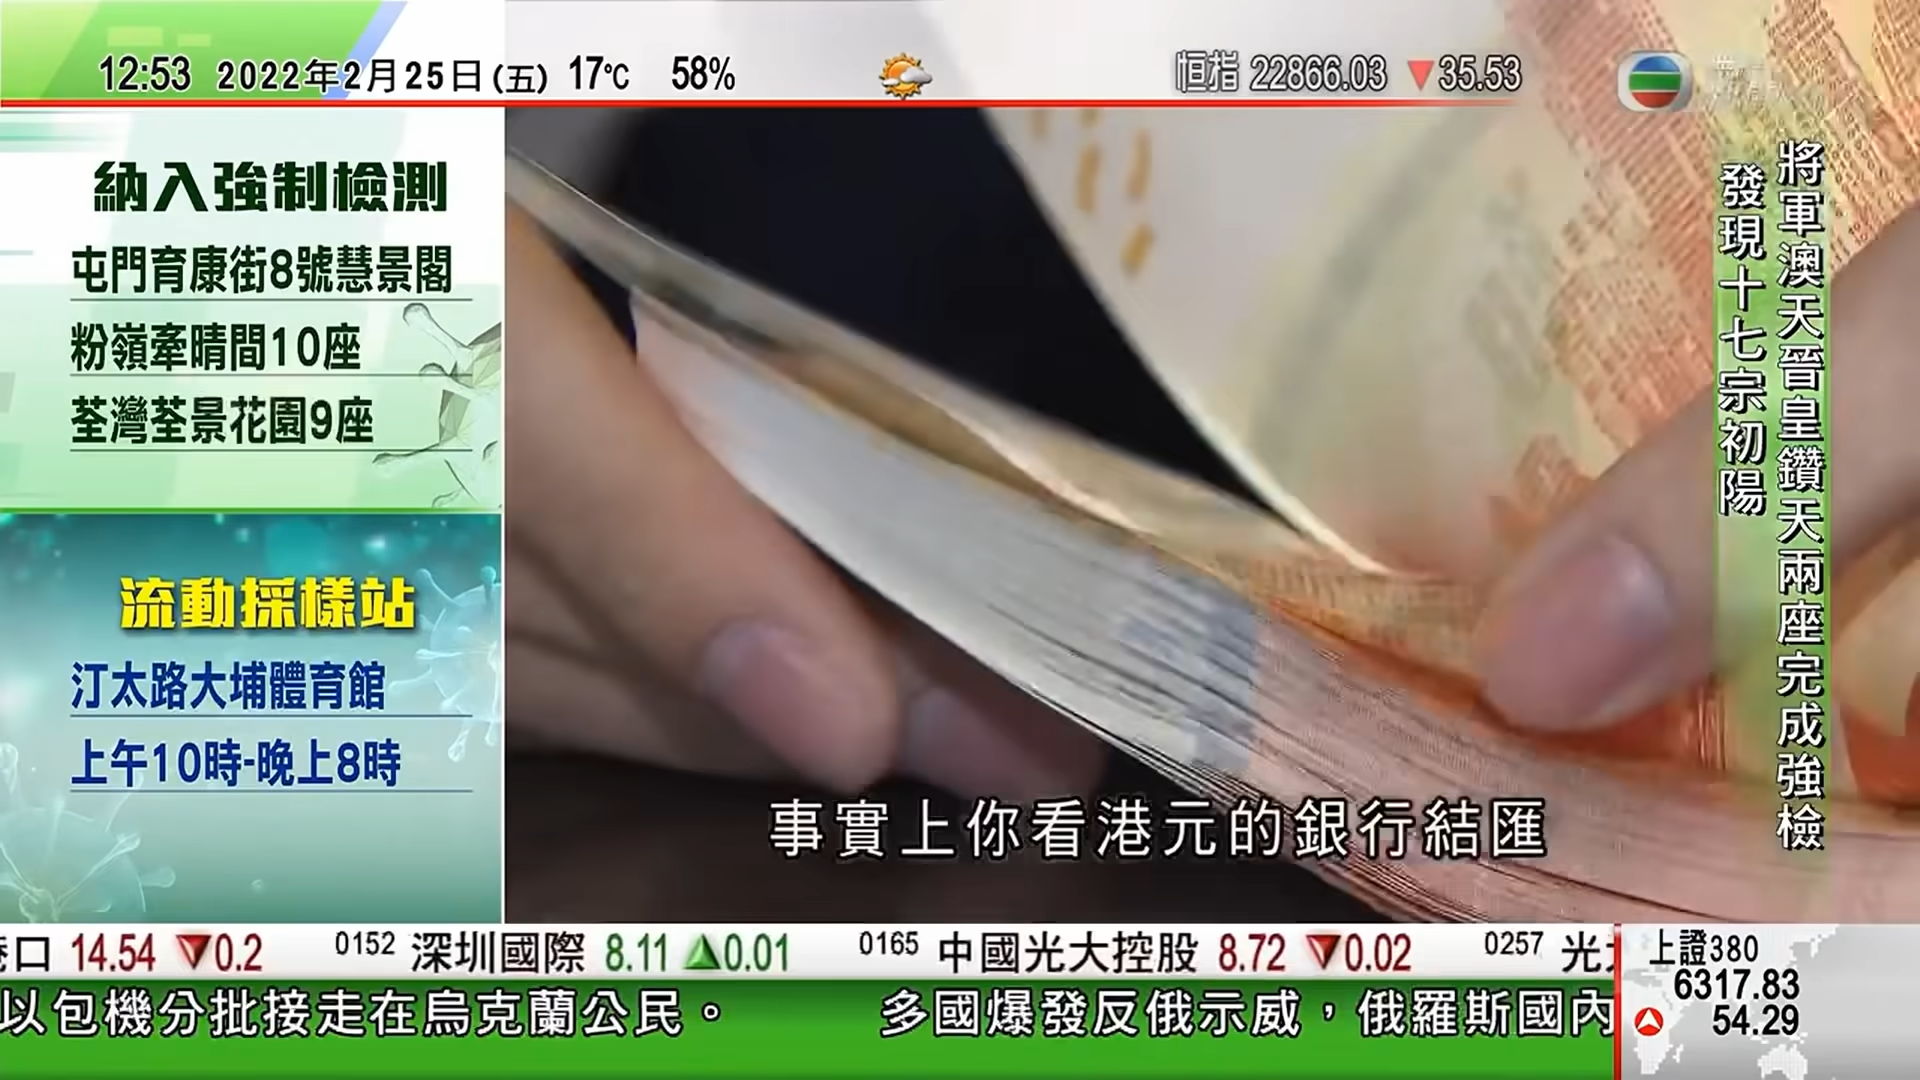 12:53 2022年2月25日(五) 17℃ 58% 恒指 22866.03 ▼35.53
納入強制檢測
屯門育康街8號慧景閣
粉嶺牽晴間10座
荃灣荃景花園9座
流動採樣站
汀太路大埔體育館
上午10時-晚上8時
將軍澳天晉皇鑽天兩座完成強檢
發現十七宗初陽
事實上你看港元的銀行結匯
口 14.54 ▼0.2 0152 深圳國際 8.11 ▲0.01 0165 中國光大控股 8.72 ▼0.02 0257 光
上證380
6317.83
54.29
以包機分批接走在烏克蘭公民。 多國爆發反俄示威，俄羅斯國內